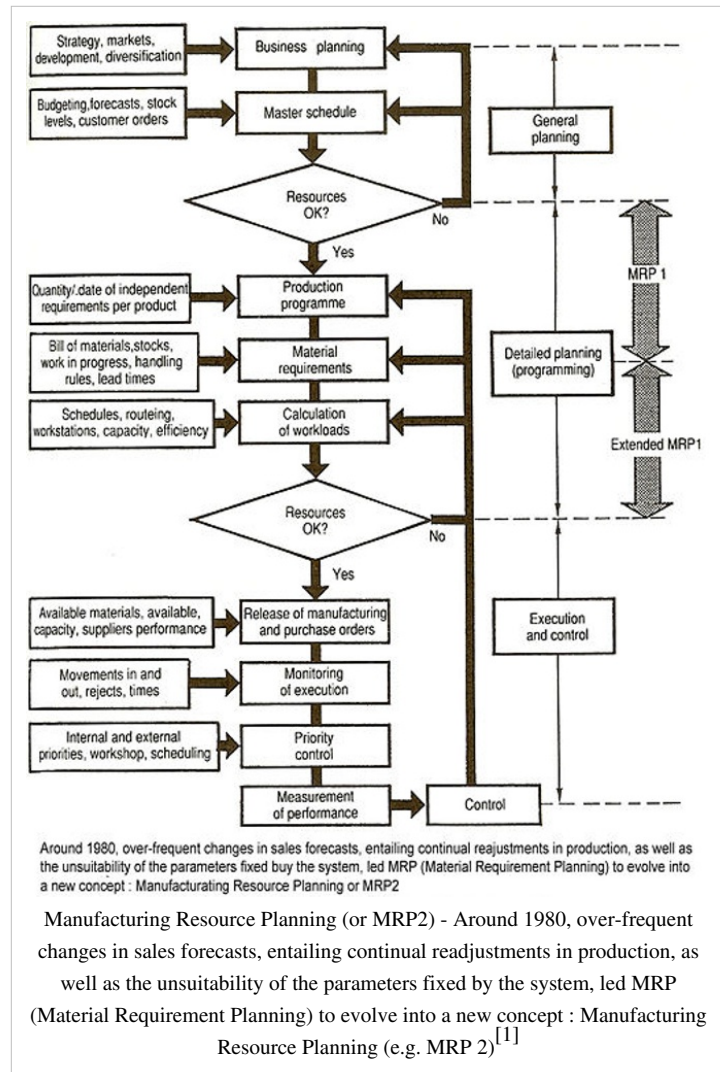 Strategy, markets,
development, diversification
Business planning
Budgeting,forecasts, stock
levels, customer orders
Master schedule
General
planning
Resources
OK?
No
Yes
MRP 1
Quantity/.date of independent
requirements per product
Production
programme
Bill of materials,stocks,
work in progress, handling
rules, lead times
Material
requirements
Detailed planning
(programming)
Schedules, routeing,
workstations, capacity, efficiency
Calculation
of workloads
Extended MRP1
Resources
OK?
No
Yes
Available materials, available,
capacity, suppliers performance
Release of manufacturing
and purchase orders
Execution
and control
Movements in and
out, rejects, times
Monitoring
of execution
Internal and external
priorities, workshop, scheduling
Priority
control
Measurement
of performance
Control
Around 1980, over-frequent changes in sales forecasts, entailing continual reajustments in production, as well as
the unsuitability of the parameters fixed buy the system, led MRP (Material Requirement Planning) to evolve into
a new concept : Manufacturating Resource Planning or MRP2
Manufacturing Resource Planning (or MRP2) - Around 1980, over-frequent
changes in sales forecasts, entailing continual readjustments in production, as
well as the unsuitability of the parameters fixed by the system, led MRP
(Material Requirement Planning) to evolve into a new concept : Manufacturing
Resource Planning (e.g. MRP 2)[1]